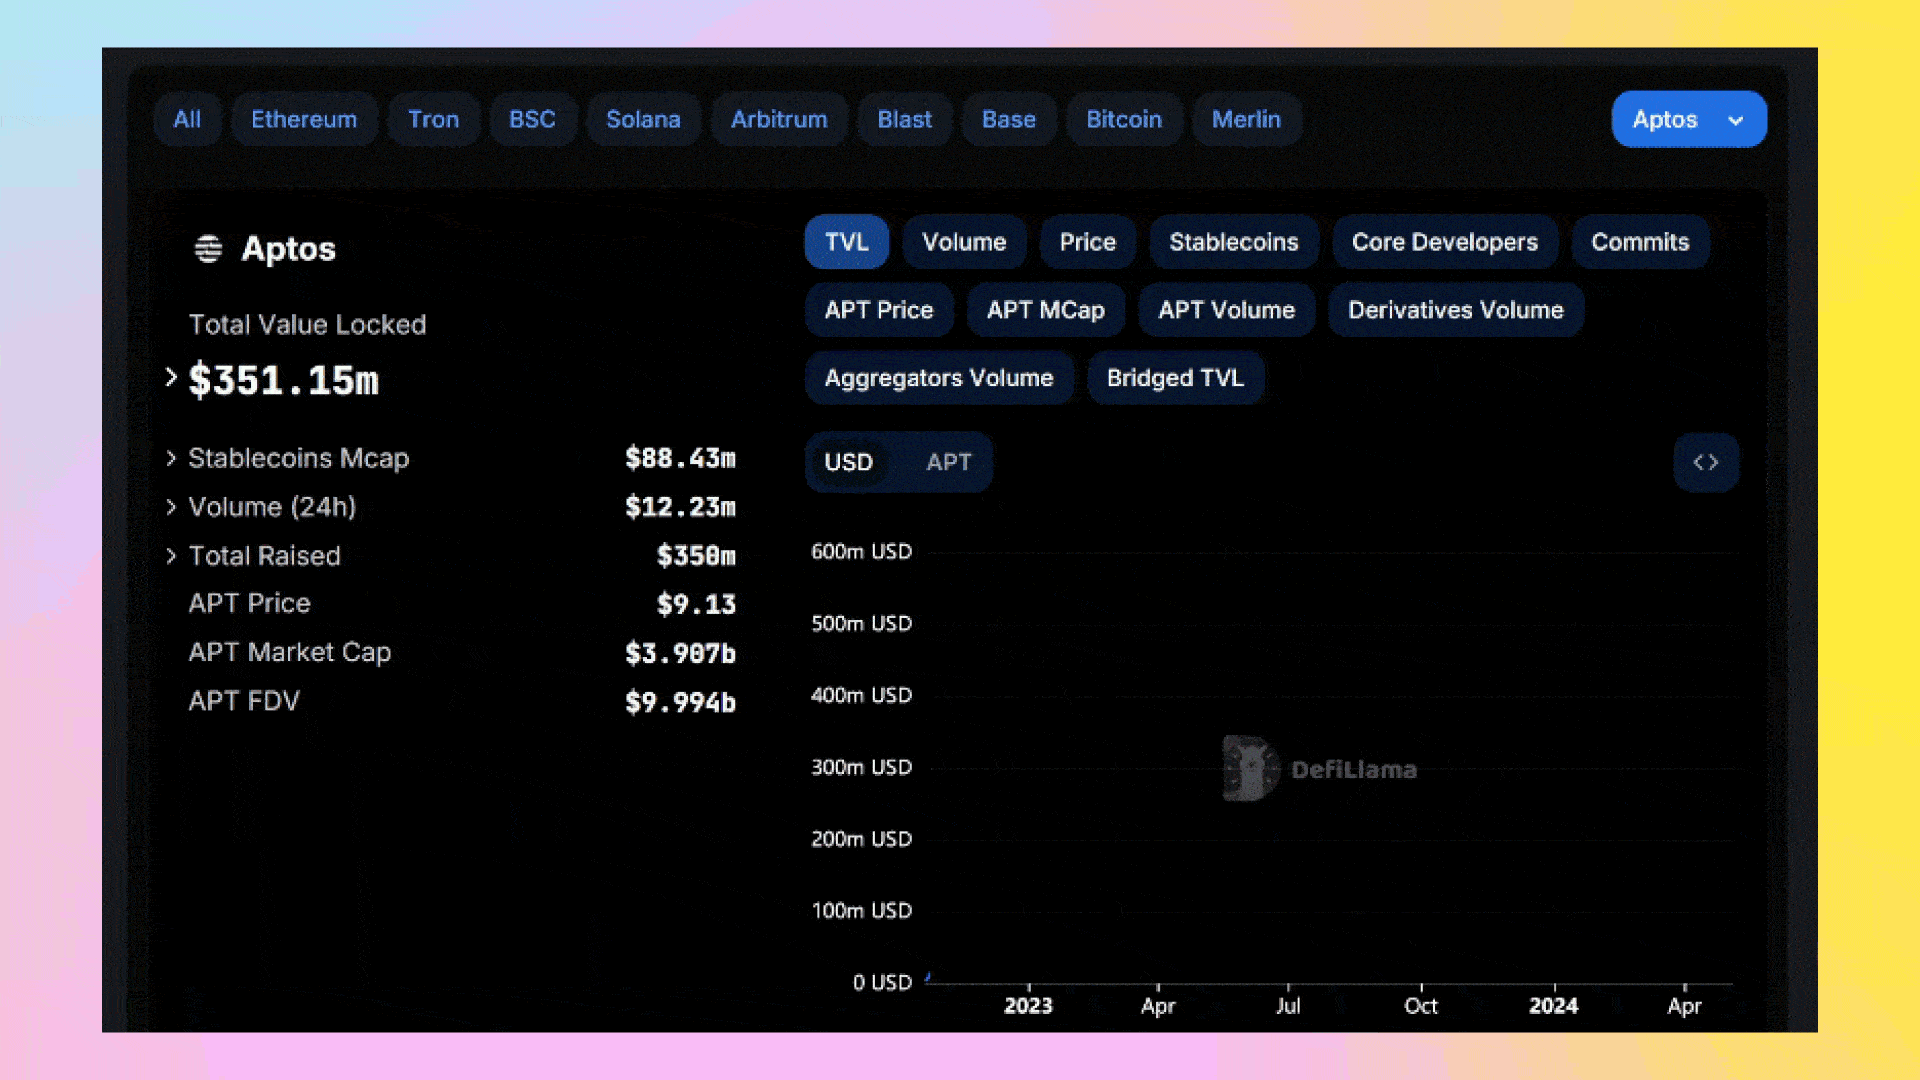 All Ethereum Tron BSC Solana Arbitrum Blast Base Bitcoin Merlin Aptos
Aptos
Total Value Locked
$351.15m
Stablecoins Mcap $88.43m
Volume (24h) $12.23m
Total Raised $350m
APT Price $9.13
APT Market Cap $3.907b
APT FDV $9.994b
TVL Volume Price Stablecoins Core Developers Commits
APT Price APT MCap APT Volume Derivatives Volume
Aggregators Volume Bridged TVL
USD APT
600m USD
500m USD
400m USD
300m USD
DefiLlama
200m USD
100m USD
0 USD
2023 Apr Jul Oct 2024 Apr